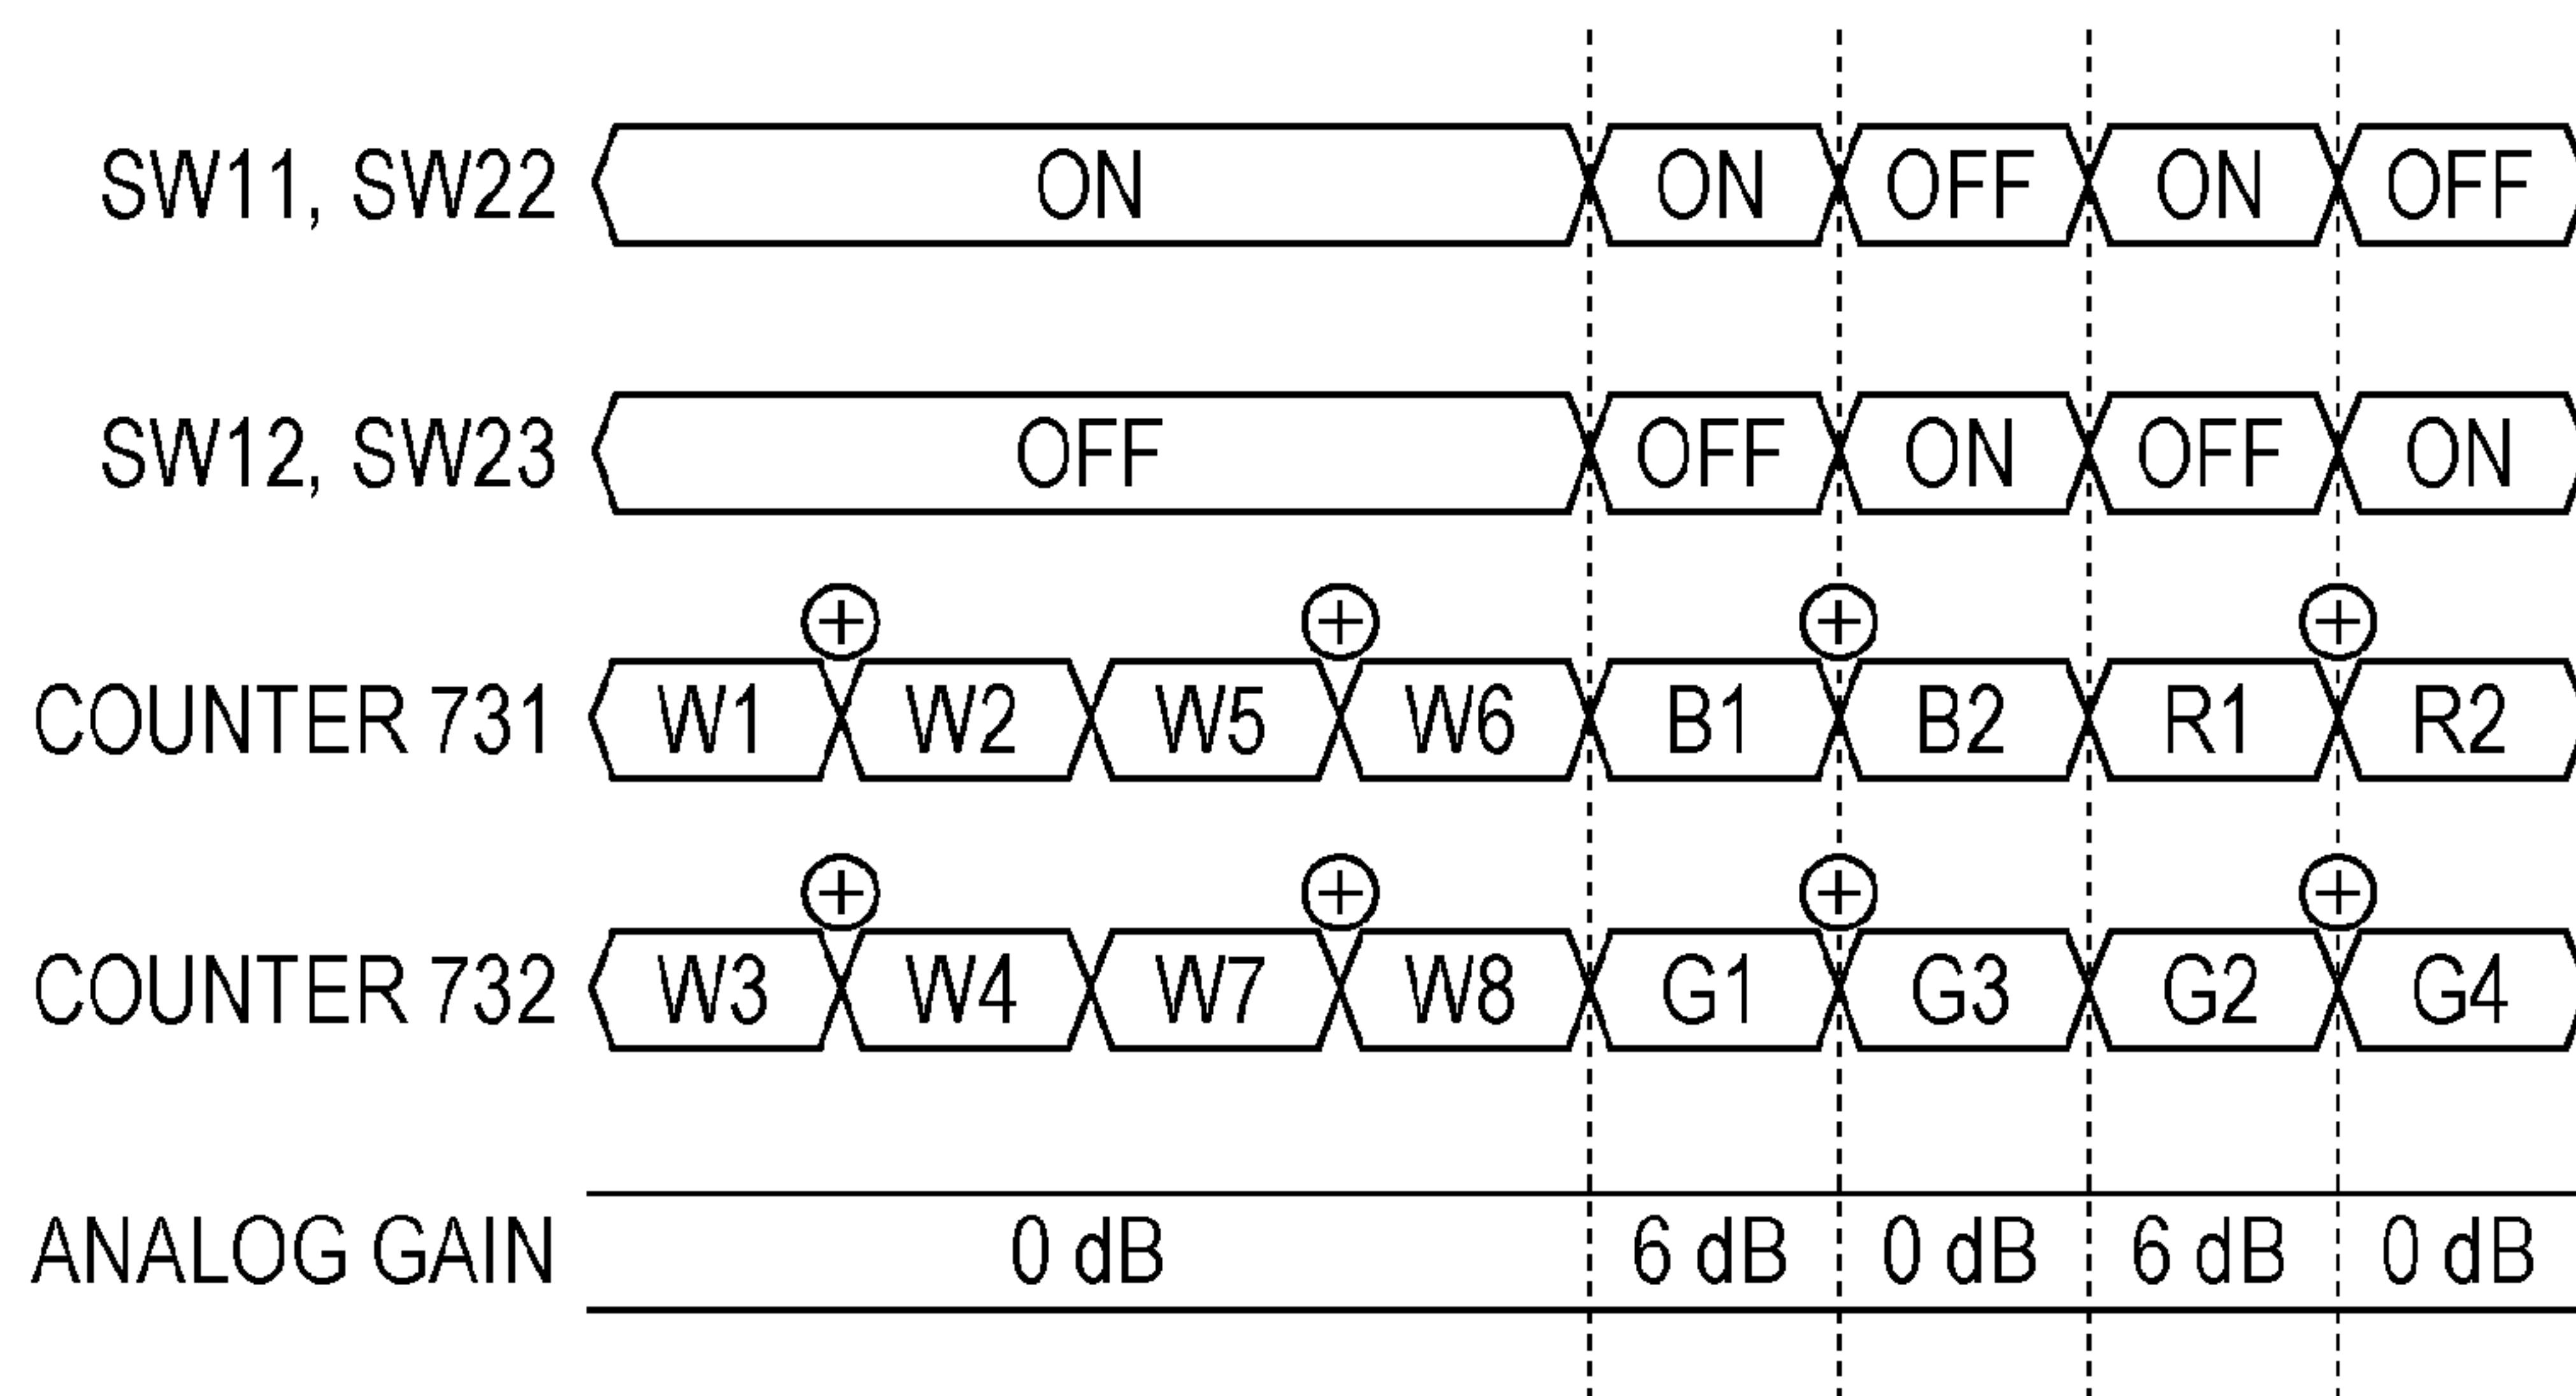 SW11, SW22 ON ON OFF ON OFF
SW12, SW23 OFF OFF ON OFF ON
+ + + +
COUNTER 731 W1 W2 W5 W6 B1 B2 R1 R2
+ + + +
COUNTER 732 W3 W4 W7 W8 G1 G3 G2 G4
ANALOG GAIN 0 dB 6 dB 0 dB 6 dB 0 dB